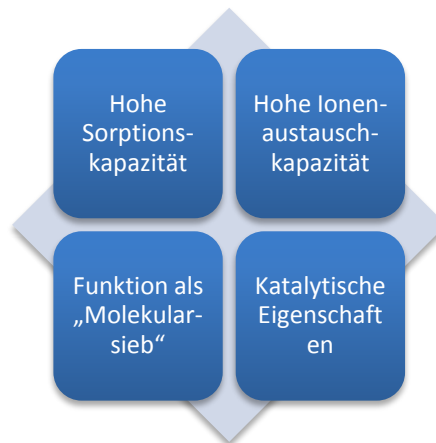 Hohe
Sorptions-
kapazität
Hohe Ionen-
austausch-
kapazität
Funktion als
„Molekular-
sieb“
Katalytische
Eigenschaft
en